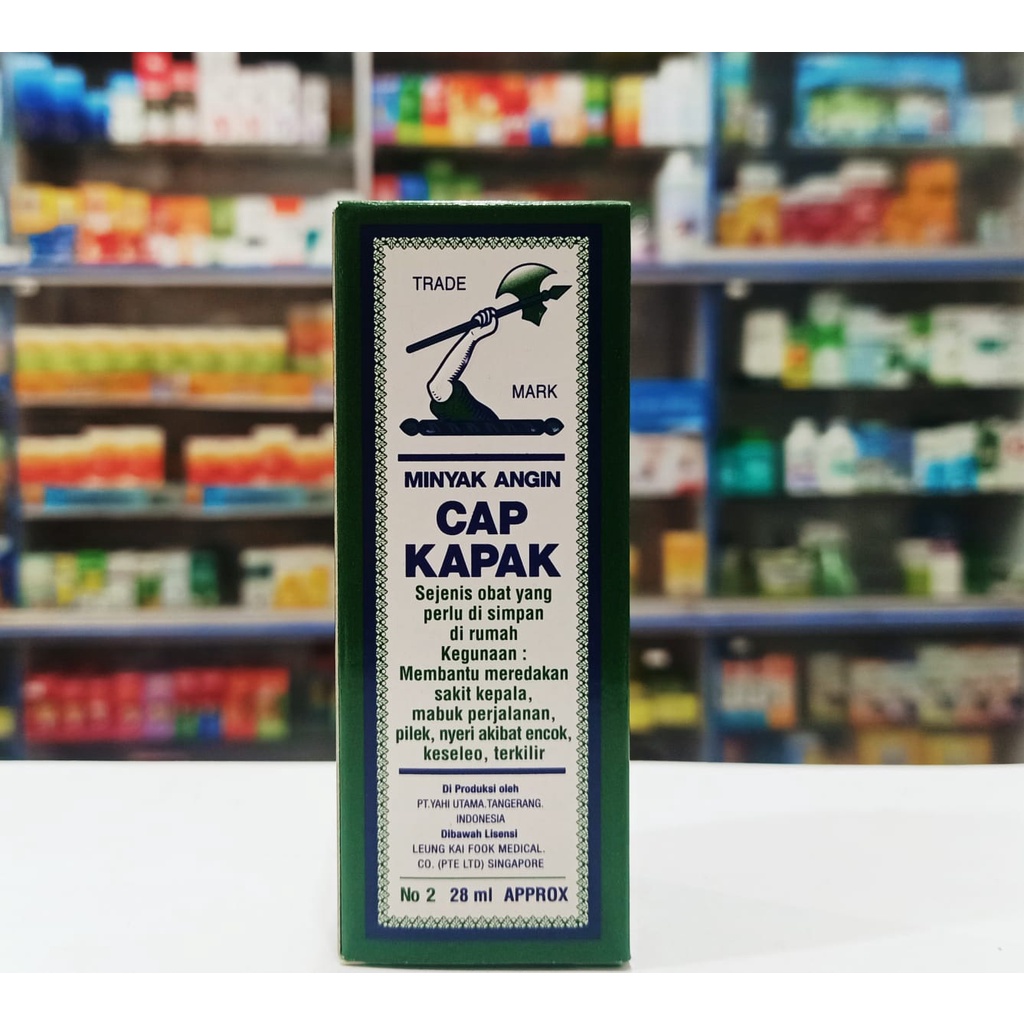 TRADE
MARK
MINYAK ANGIN
CAP
KAPAK
Sejenis obat yang
perlu di simpan
di rumah
Kegunaan :
Membantu meredakan
sakit kepala,
mabuk perjalanan,
pilek, nyeri akibat encok,
keseleo, terkilir
Di Produksi oleh
PT.YAHI UTAMA.TANGERANG.
INDONESIA
Dibawah Lisensi
LEUNG KAI FOOK MEDICAL.
CO. (PTE LTD) SINGAPORE
No 2 28 ml APPROX